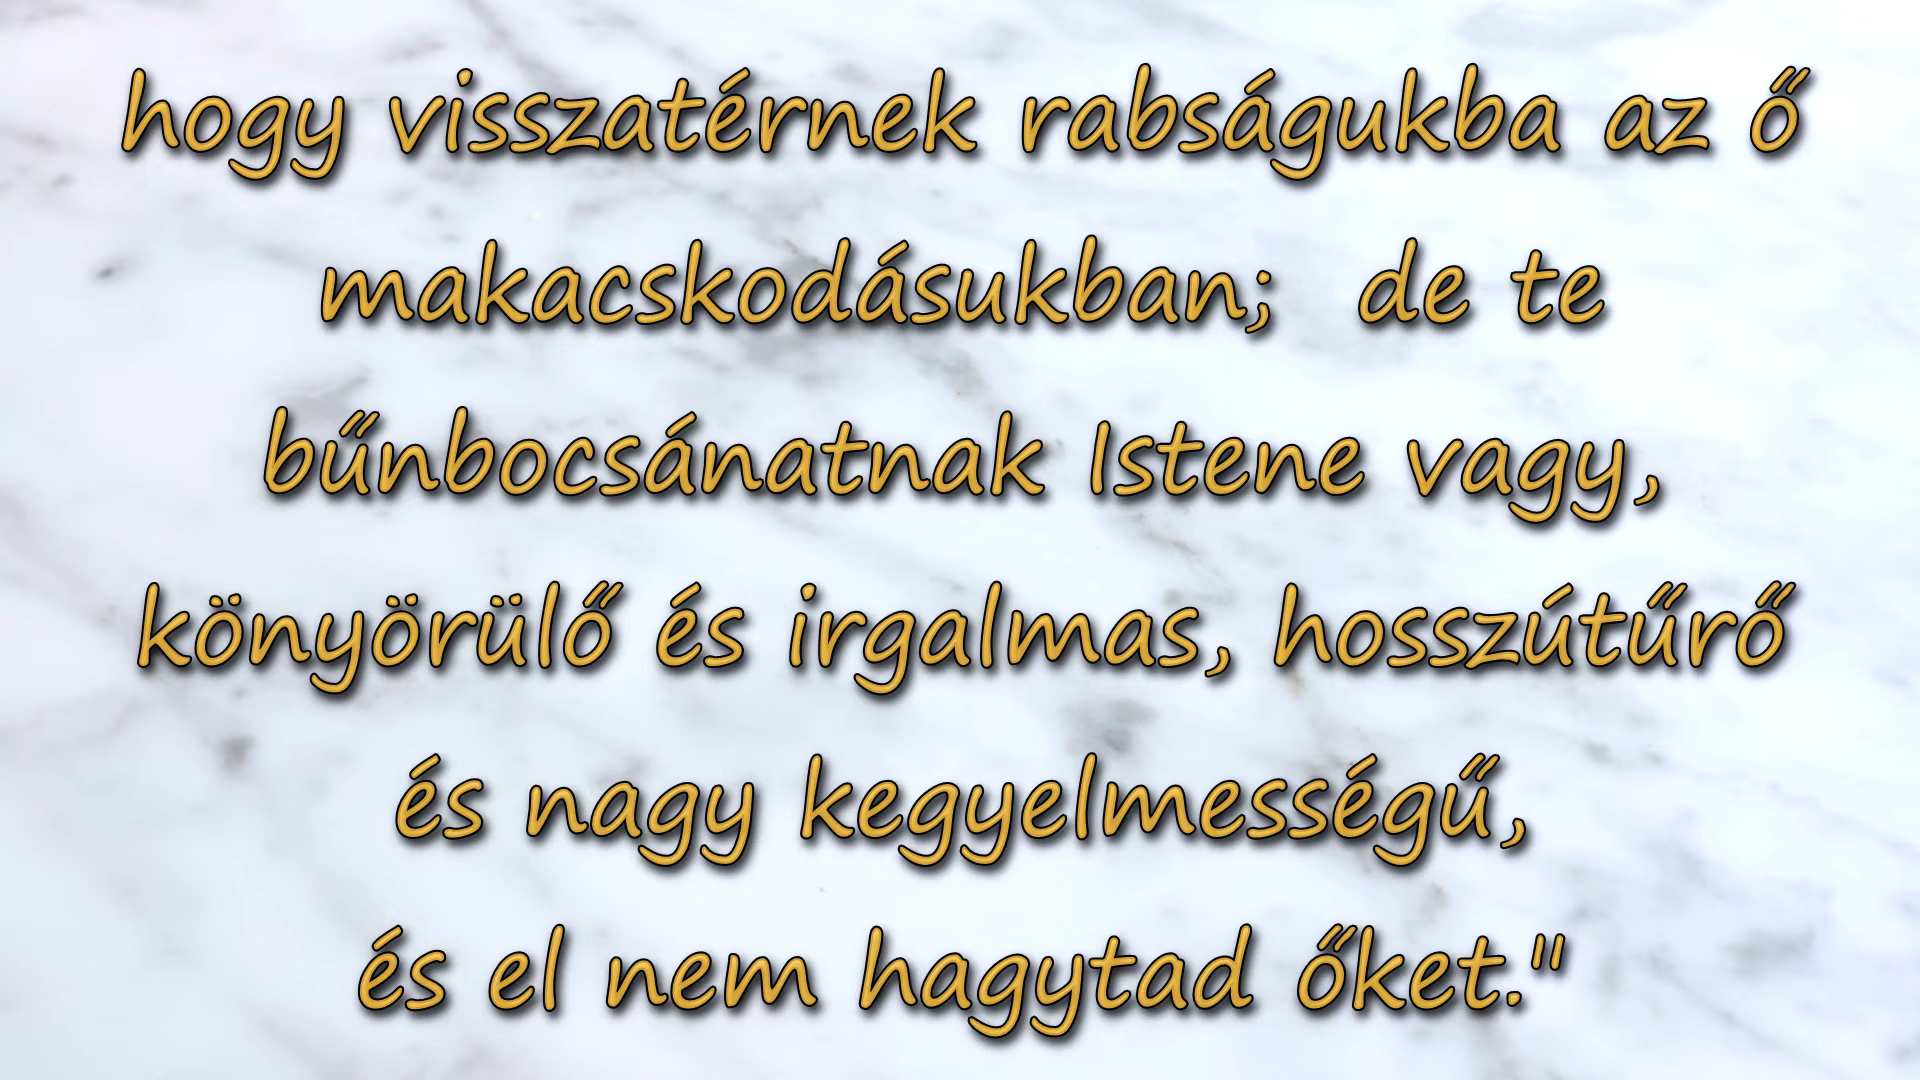 hogy visszatérnek rabságukba az ő
makacskodásukban;  de te
bűnbocsánatnak Istene vagy,
könyörülő és irgalmas, hosszútűrő
és nagy kegyelmességű,
és el nem hagytad őket."